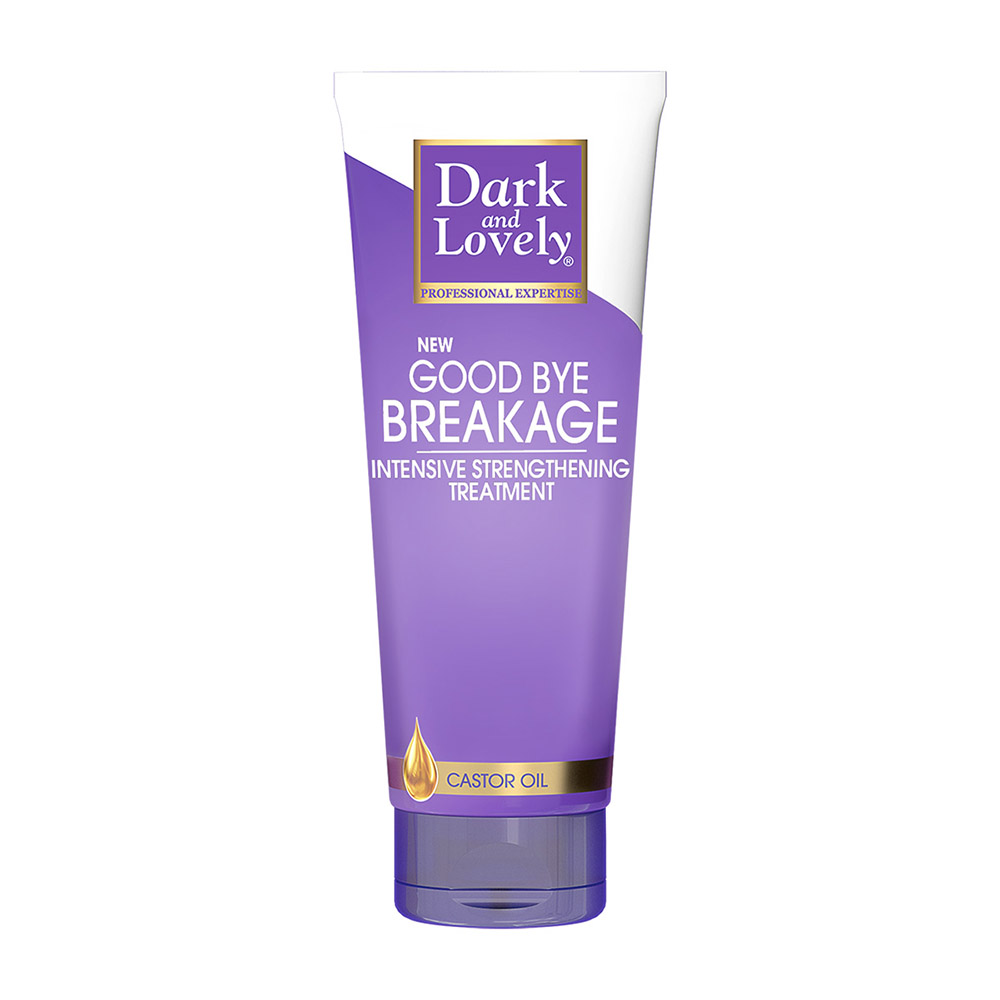 Dark
and
Lovely®
PROFESSIONAL EXPERTISE
NEW
GOOD BYE
BREAKAGE
INTENSIVE STRENGTHENING
TREATMENT
CASTOR OIL